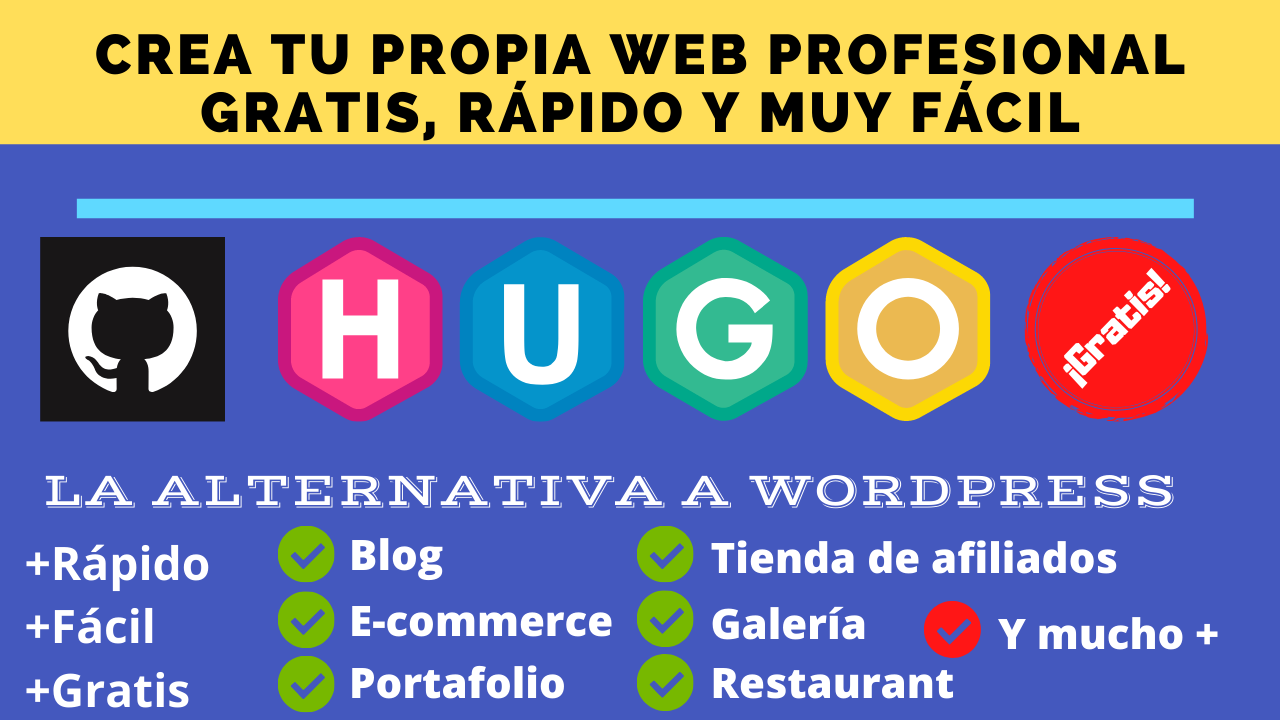 CREA TU PROPIA WEB PROFESIONAL
GRATIS, RÁPIDO Y MUY FÁCIL
HUGO
¡Gratis!
LA ALTERNATIVA A WORDPRESS
+Rápido
+Fácil
+Gratis
Blog
E-commerce
Portafolio
Tienda de afiliados
Galería
Restaurant
Y mucho +